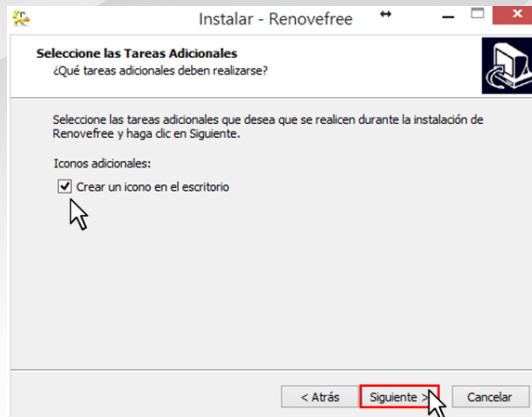 Instalar - Renovefree
Seleccione las Tareas Adicionales
¿Qué tareas adicionales deben realizarse?
Seleccione las tareas adicionales que desea que se realicen durante la instalación de
Renovefree y haga clic en Siguiente.
Iconos adicionales:
Crear un icono en el escritorio
< Atrás
Siguiente >
Cancelar